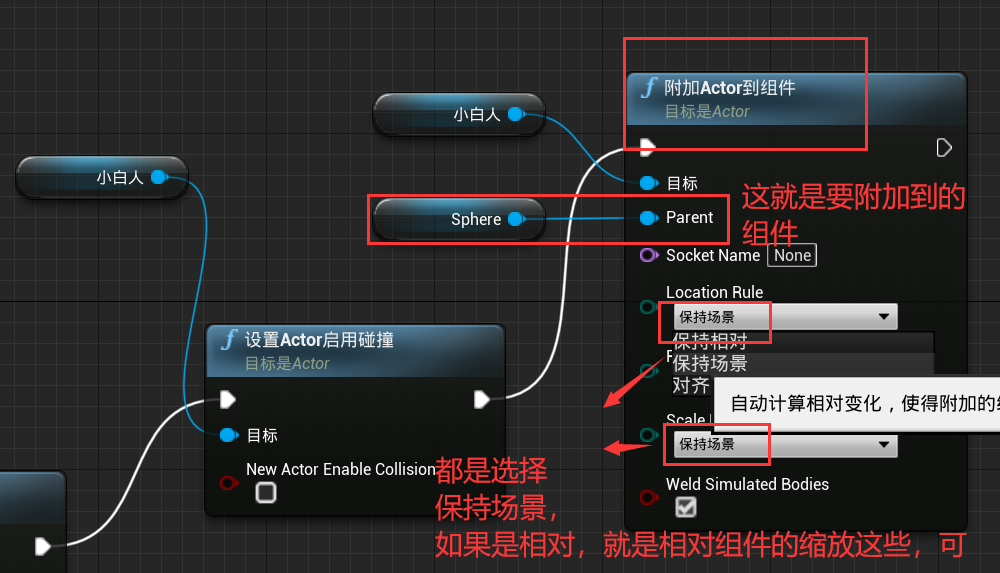 附加Actor到组件
目标是Actor
小白人
目标
小白人
Sphere
Parent
这就是要附加到的
组件
Socket Name
None
Location Rule
保持场景
保持相对
保持场景
对齐
自动计算相对变化，使得附加的
Scale
保持场景
Weld Simulated Bodies
设置Actor启用碰撞
目标是Actor
目标
New Actor Enable Collision
都是选择
保持场景，
如果是相对，就是相对组件的缩放这些，可